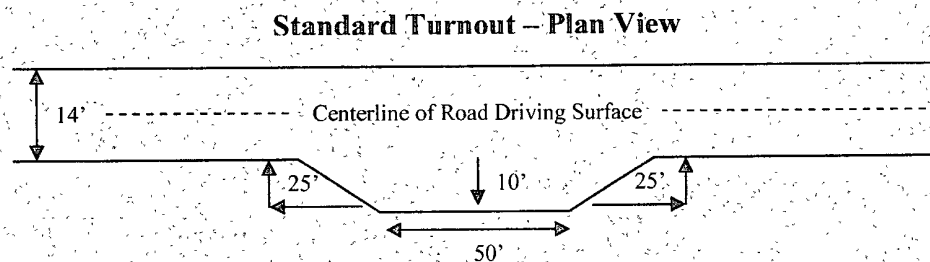 Standard Turnout – Plan View
14' Centerline of Road Driving Surface
25' 10' 25'
50'